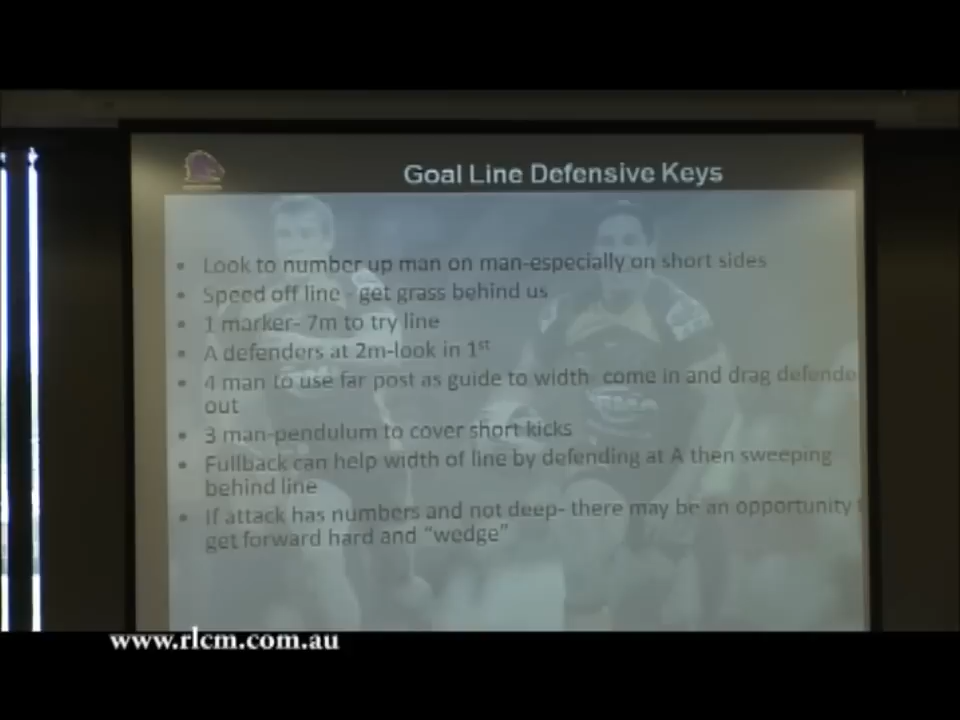 Goal Line Defensive Keys
• Look to number up man on man-especially on short sides
• Speed off line - get grass behind us
• 1 marker- 7m to try line
• A defenders at 2m-look in 1st
• 4 man to use far post as guide to width- come in and drag defende
out
• 3 man-pendulum to cover short kicks
• Fullback can help width of line by defending at A then sweeping
behind line
• If attack has numbers and not deep- there may be an opportunity t
get forward hard and “wedge”
www.rlcm.com.au